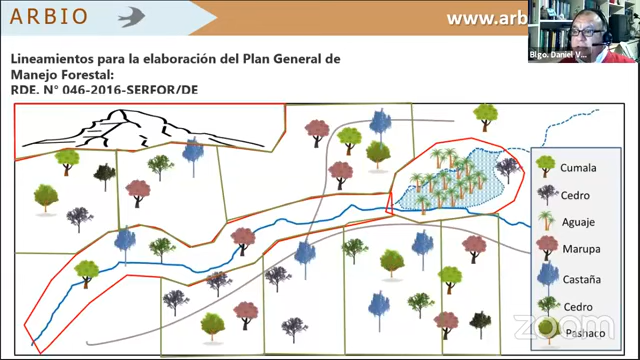 ARBIO
www.arb
Blgo. Daniel V...
Lineamientos para la elaboración del Plan General de
Manejo Forestal:
RDE. N° 046-2016-SERFOR/DE
Cumala
Cedro
Aguaje
Marupa
Castaña
Cedro
Pashaco
zoom